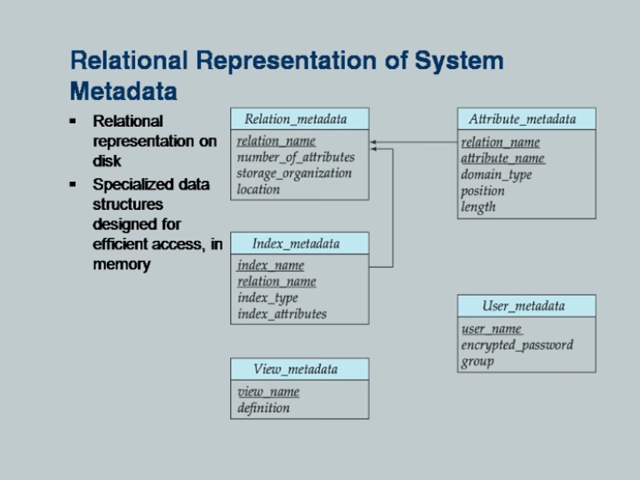 Relational Representation of System
Metadata
▪ Relational
representation on
disk
▪ Specialized data
structures
designed for
efficient access, in
memory
Relation_metadata
relation_name
number_of_attributes
storage_organization
location
Attribute_metadata
relation_name
attribute_name
domain_type
position
length
Index_metadata
index_name
relation_name
index_type
index_attributes
User_metadata
user_name
encrypted_password
group
View_metadata
view_name
definition